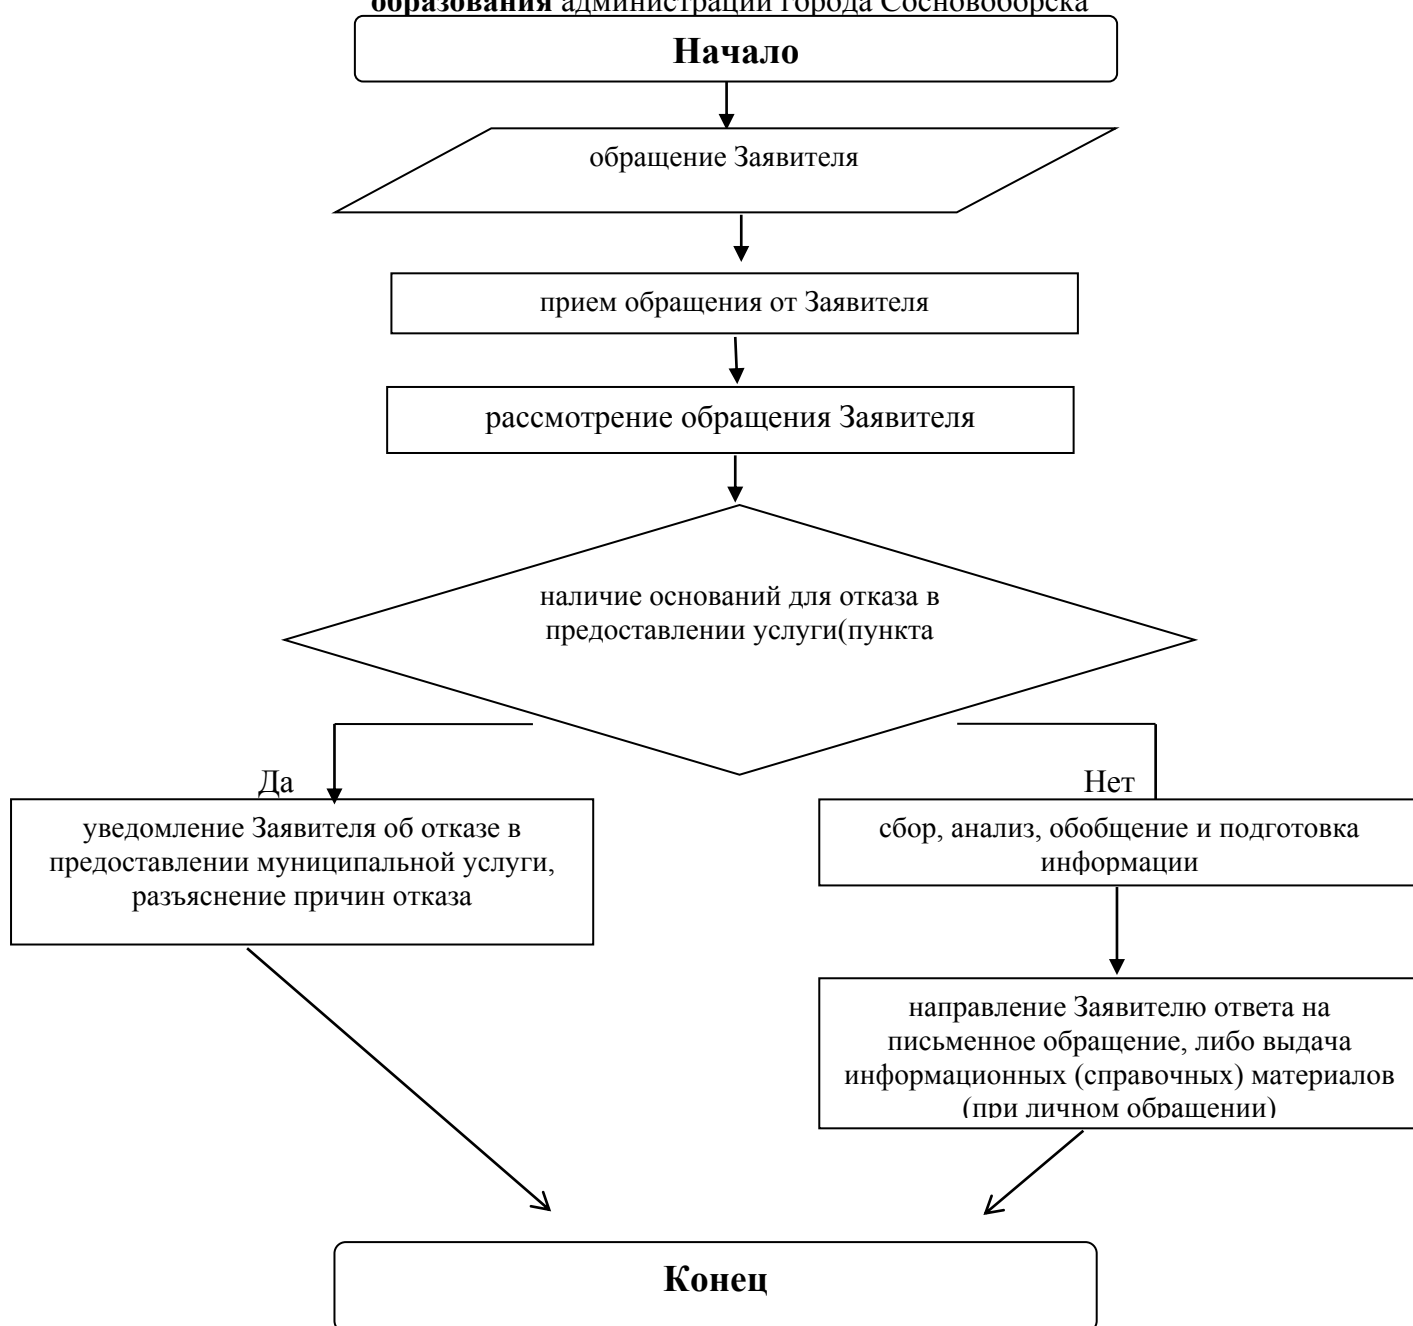 образования администрации города Сосновоборска
Начало
обращение Заявителя
прием обращения от Заявителя
рассмотрение обращения Заявителя
наличие оснований для отказа в
предоставлении услуги(пункта
Да
Нет
уведомление Заявителя об отказе в
предоставлении муниципальной услуги,
разъяснение причин отказа
сбор, анализ, обобщение и подготовка
информации
направление Заявителю ответа на
письменное обращение, либо выдача
информационных (справочных) материалов
(при личном обращении)
Конец